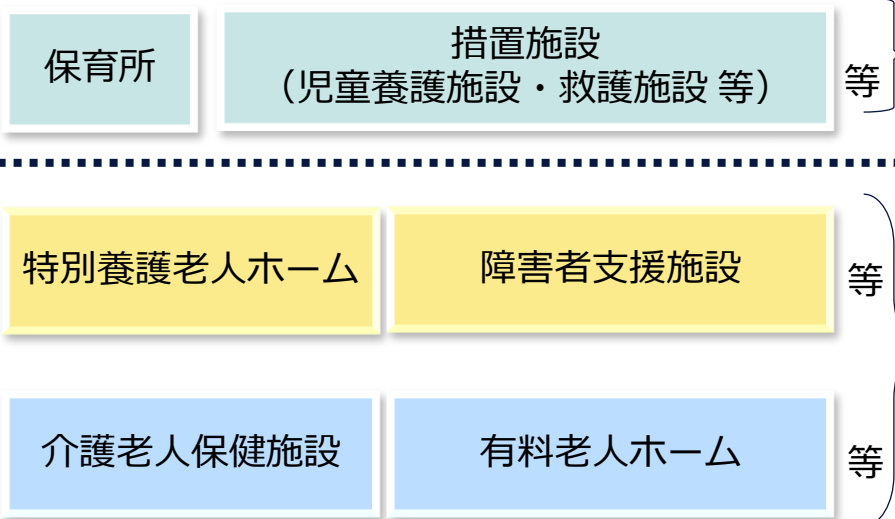 保育所
措置施設
（児童養護施設・救護施設 等）
等
特別養護老人ホーム
障害者支援施設
等
介護老人保健施設
有料老人ホーム
等